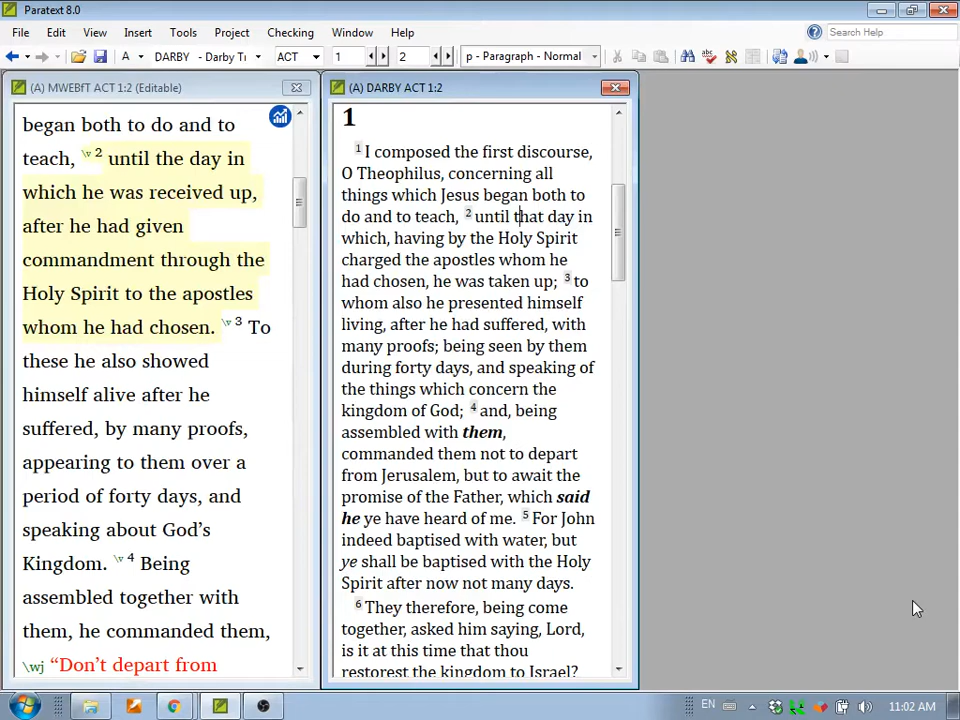 Paratext 8.0
File Edit View Insert Tools Project Checking Window Help
Search Help
A DARBY - Darby Tı ACT 1 2 p - Paragraph - Normal
(A) MWEBfT ACT 1:2 (Editable)
began both to do and to
teach, \v 2 until the day in
which he was received up,
after he had given
commandment through the
Holy Spirit to the apostles
whom he had chosen. \v 3 To
these he also showed
himself alive after he
suffered, by many proofs,
appearing to them over a
period of forty days, and
speaking about God's
Kingdom. \v 4 Being
assembled together with
them, he commanded them,
\wj "Don't depart from
(A) DARBY ACT 1:2
1
1 I composed the first discourse,
O Theophilus, concerning all
things which Jesus began both to
do and to teach, 2 until that day in
which, having by the Holy Spirit
charged the apostles whom he
had chosen, he was taken up; 3 to
whom also he presented himself
living, after he had suffered, with
many proofs; being seen by them
during forty days, and speaking of
the things which concern the
kingdom of God; 4 and, being
assembled with them,
commanded them not to depart
from Jerusalem, but to await the
promise of the Father, which said
he ye have heard of me. 5 For John
indeed baptised with water, but
ye shall be baptised with the Holy
Spirit after now not many days.
6 They therefore, being come
together, asked him saying, Lord,
is it at this time that thou
restorest the kingdom to Israel?
EN 11:02 AM